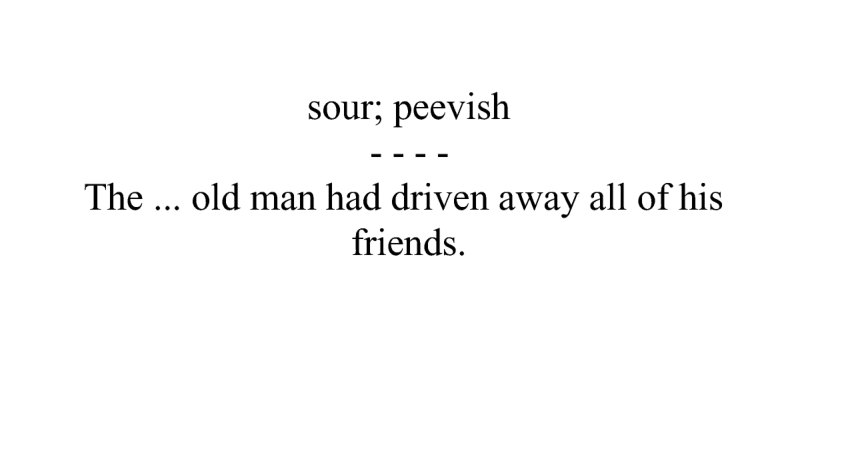 sour; peevish
- - - -
The ... old man had driven away all of his
friends.